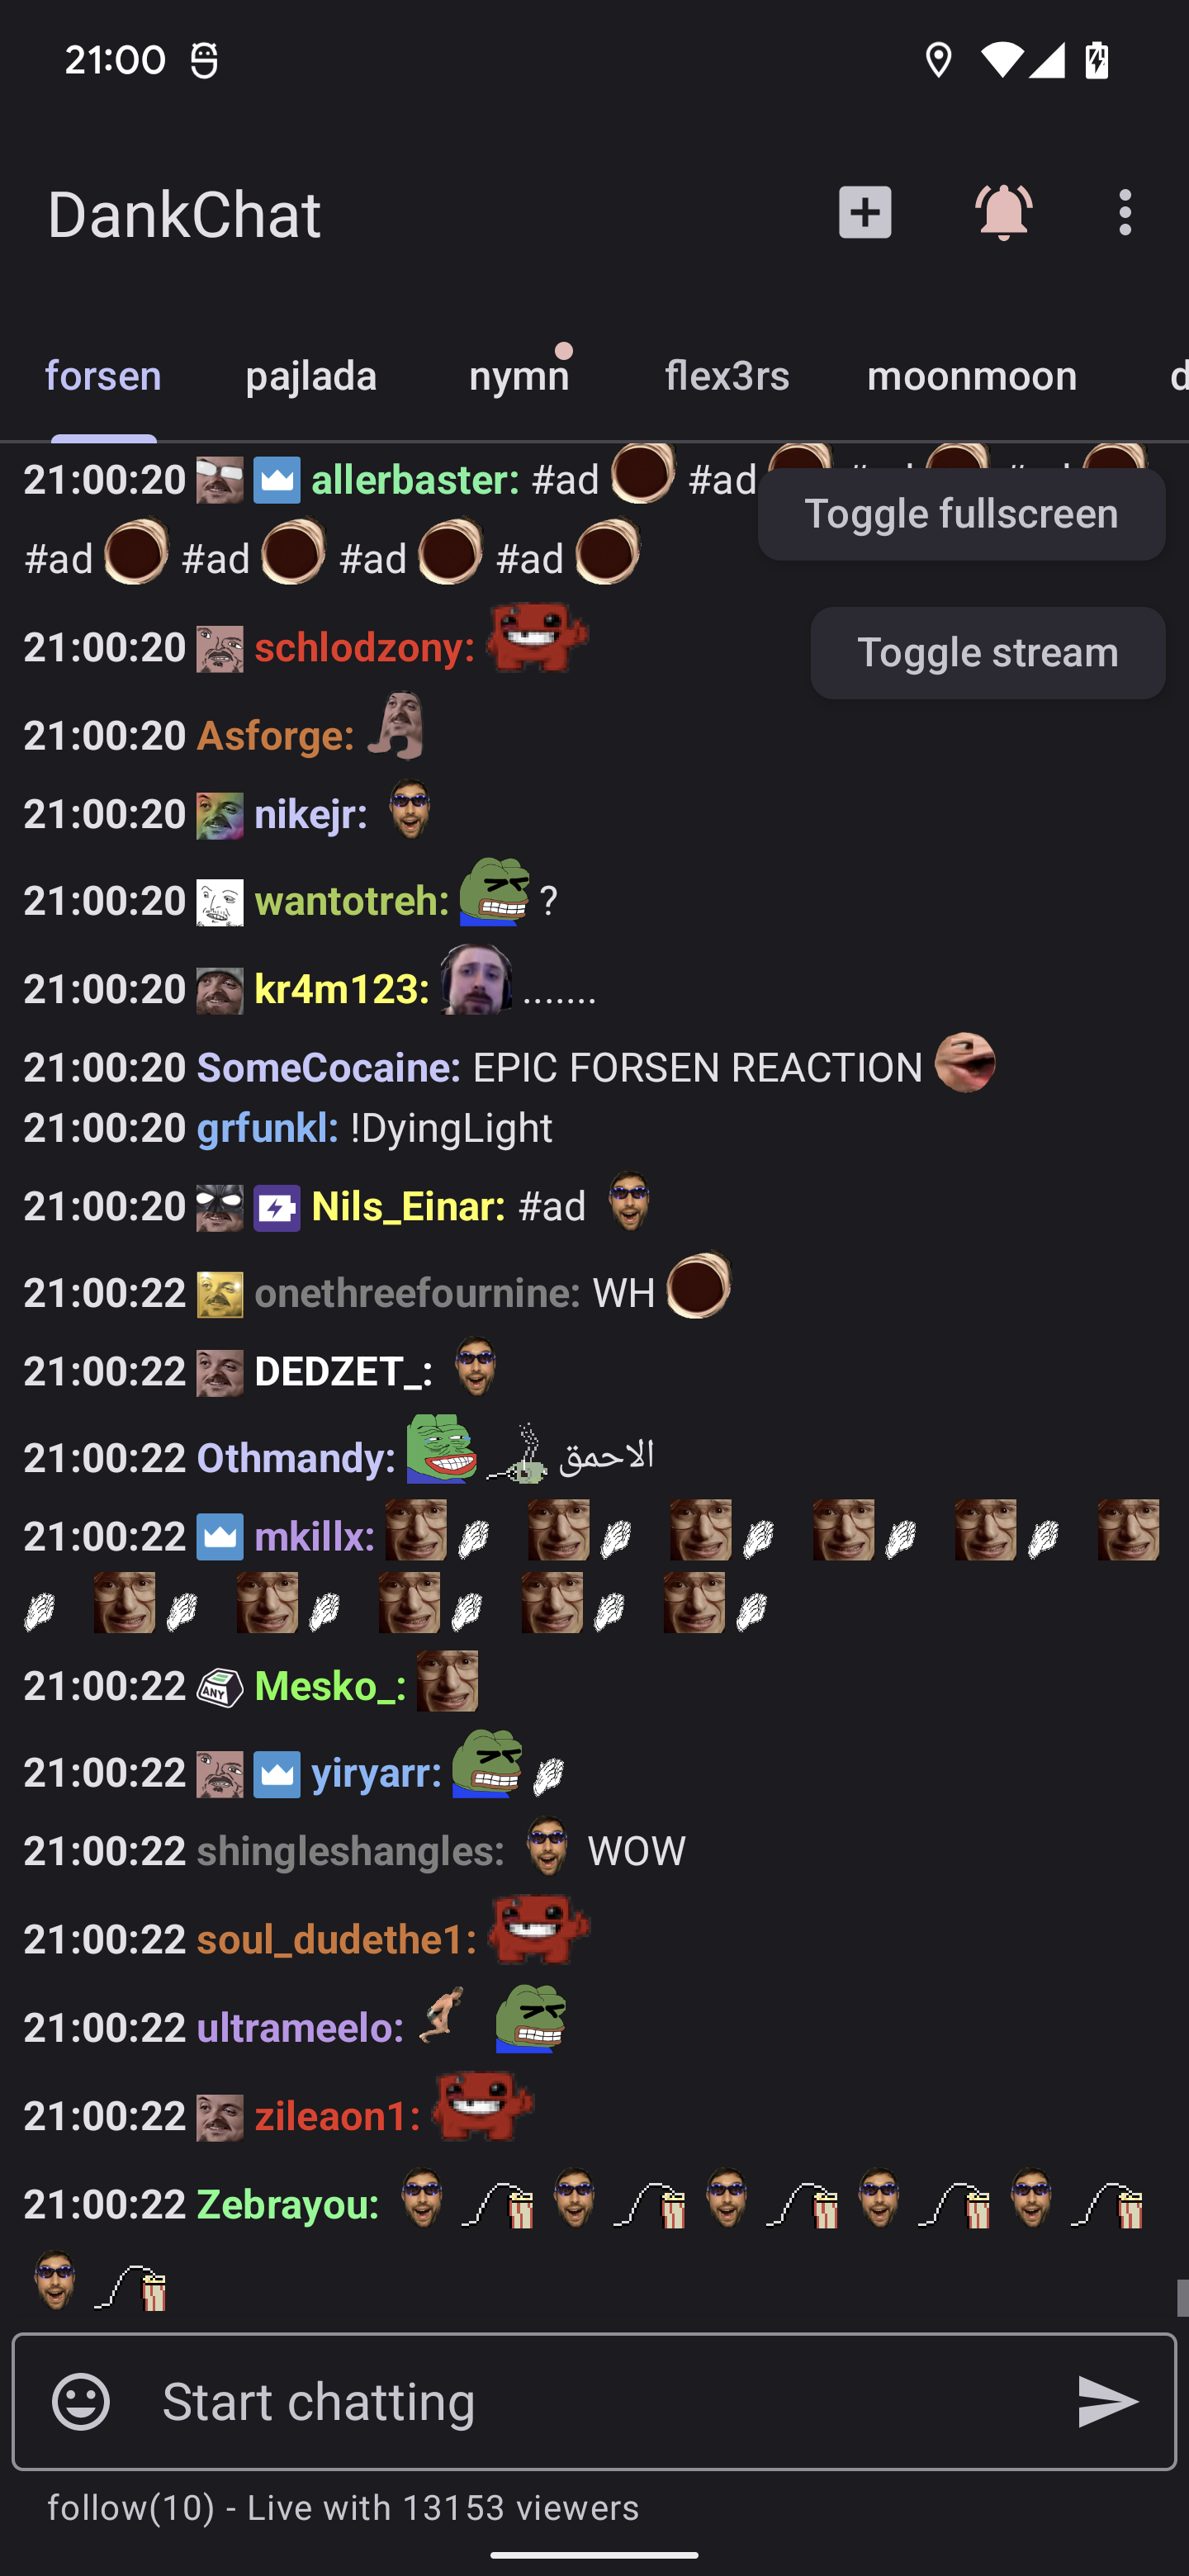 21:00
DankChat
forsen pajlada nymn flex3rs moonmoon d
21:00:20 allerbaster: #ad #ad
Toggle fullscreen
#ad #ad #ad #ad
21:00:20 schlodzony:
Toggle stream
21:00:20 Asforge:
21:00:20 nikejr:
21:00:20 wantotreh: ?
21:00:20 kr4m123: .......
21:00:20 SomeCocaine: EPIC FORSEN REACTION
21:00:20 grfunkl: !DyingLight
21:00:20 Nils_Einar: #ad
21:00:22 onethreefournine: WH
21:00:22 DEDZET_:
21:00:22 Othmandy: الاحمق
21:00:22 mkillx:
21:00:22 ANY Mesko_:
21:00:22 yiryarr:
21:00:22 shingleshangles: WOW
21:00:22 soul_dudethe1:
21:00:22 ultrameelo:
21:00:22 zileaon1:
21:00:22 Zebrayou:
Start chatting
follow(10) - Live with 13153 viewers